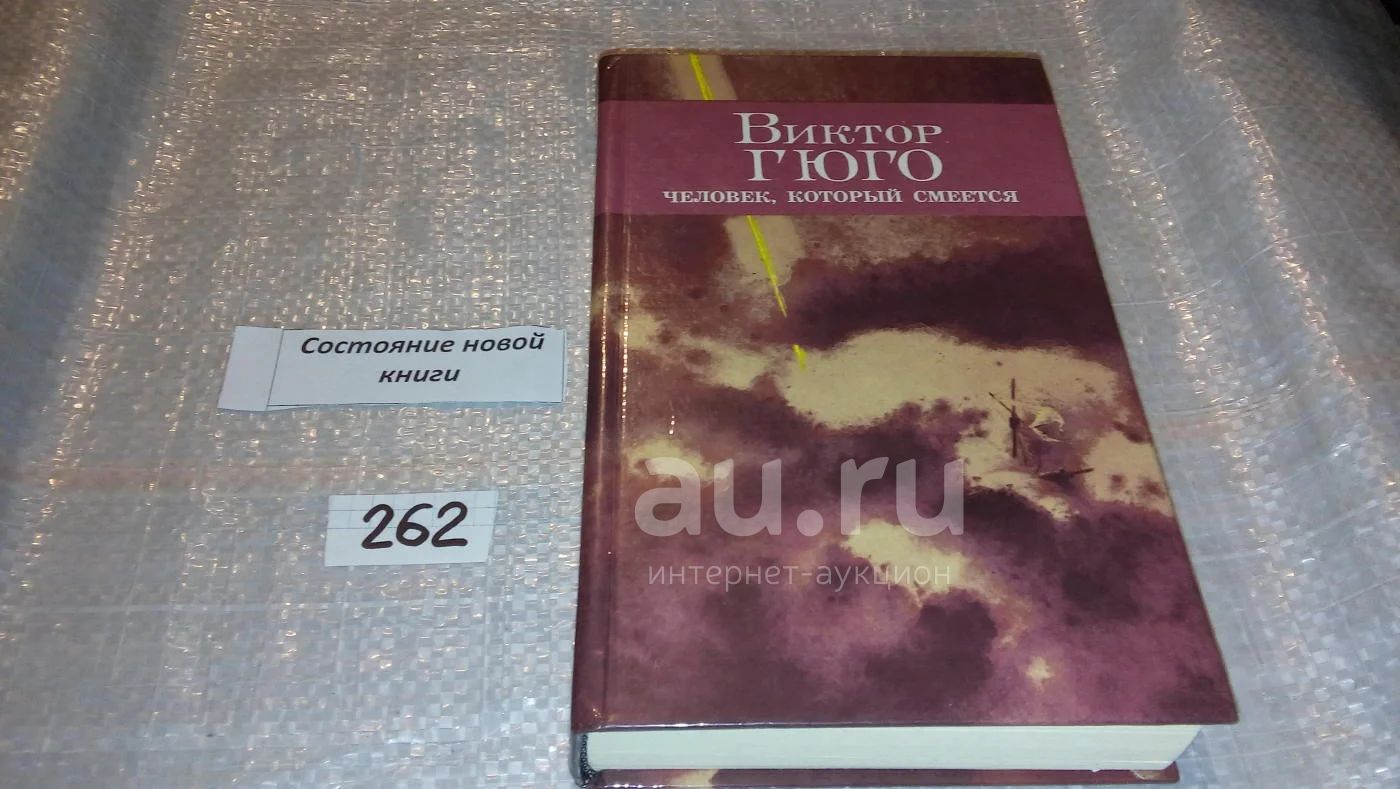 Виктор
ГЮГО
ЧЕЛОВЕК, КОТОРЫЙ СМЕЕТСЯ
Состояние новой
книги
262
au.ru
интернет-аукцион